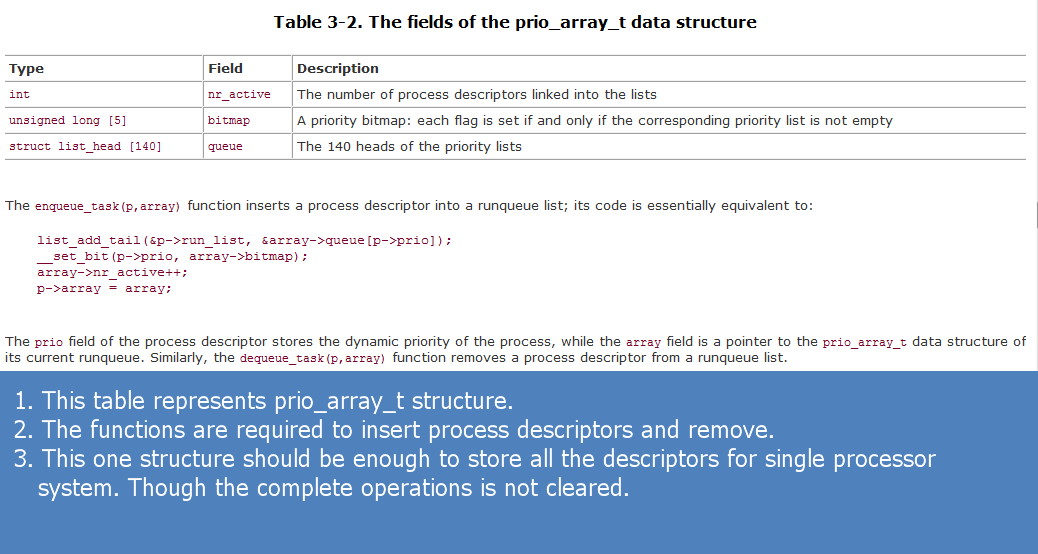 Table 3-2. The fields of the prio_array_t data structure
Type Field Description
int nr_active The number of process descriptors linked into the lists
unsigned long [5] bitmap A priority bitmap: each flag is set if and only if the corresponding priority list is not empty
struct list_head [140] queue The 140 heads of the priority lists
The enqueue_task(p,array) function inserts a process descriptor into a runqueue list; its code is essentially equivalent to:
list_add_tail(&p->run_list, &array->queue[p->prio]);
__set_bit(p->prio, array->bitmap);
array->nr_active++;
p->array = array;
The prio field of the process descriptor stores the dynamic priority of the process, while the array field is a pointer to the prio_array_t data structure of
its current runqueue. Similarly, the dequeue_task(p,array) function removes a process descriptor from a runqueue list.
1. This table represents prio_array_t structure.
2. The functions are required to insert process descriptors and remove.
3. This one structure should be enough to store all the descriptors for single processor
system. Though the complete operations is not cleared.